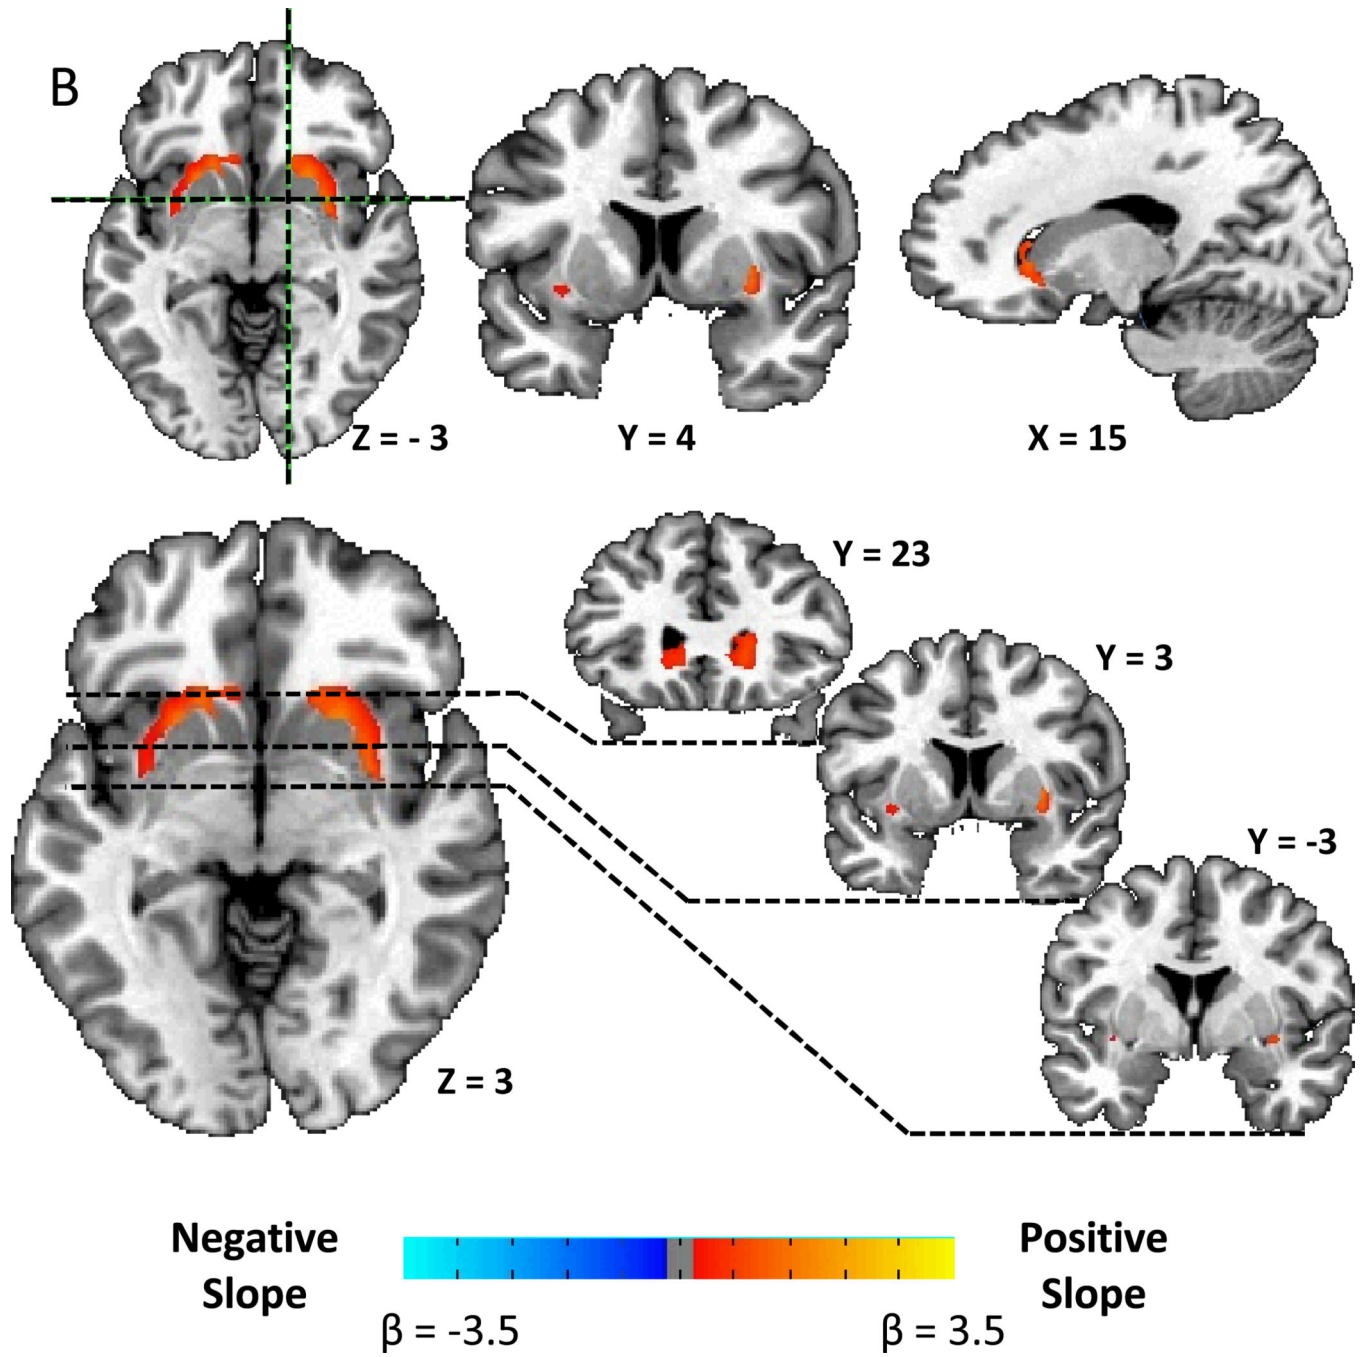 B
Z = - 3
Y = 4
X = 15
Y = 23
Y = 3
Y = -3
Z = 3
Negative
Slope
Positive
Slope
β = -3.5
β = 3.5